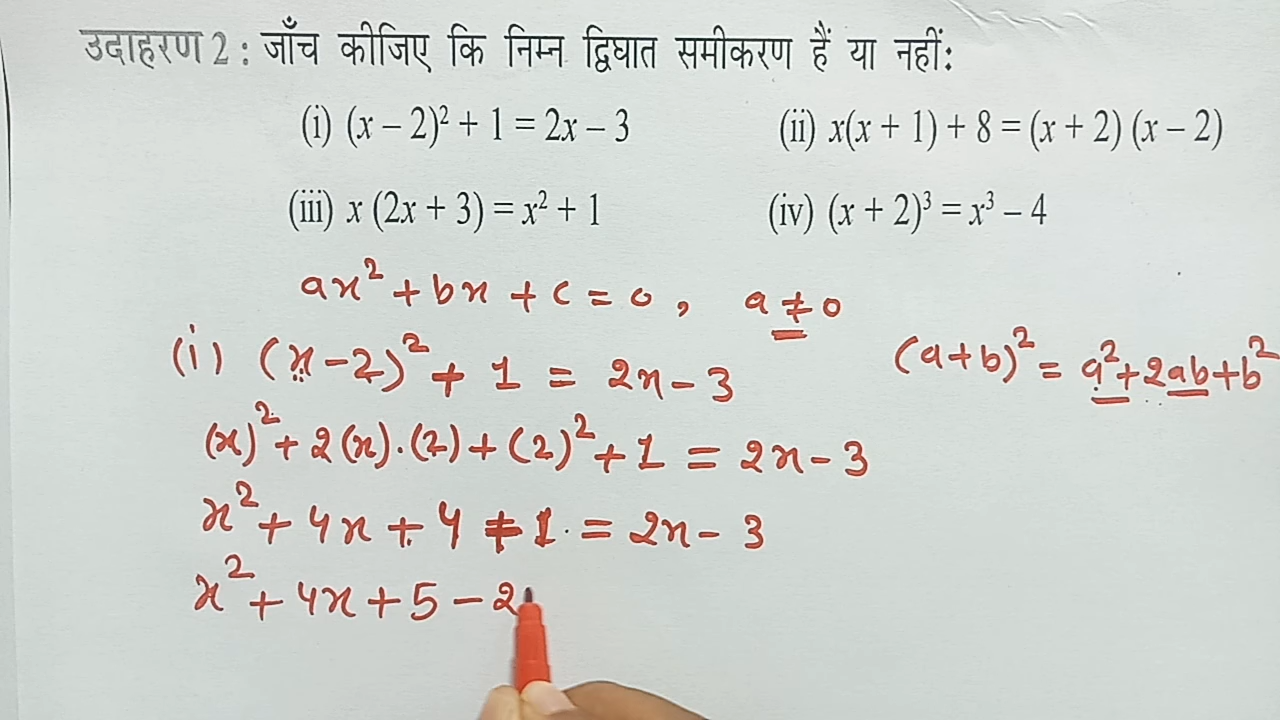 उदाहरण 2 : जाँच कीजिए कि निम्न द्विघात समीकरण हैं या नहीं:
(i) (x – 2)² + 1 = 2x – 3 (ii) x(x + 1) + 8 = (x + 2) (x – 2)
(iii) x (2x + 3) = x² + 1 (iv) (x + 2)³ = x³ – 4
ax² + bx + c = 0, a ≠ 0
(i) (x-2)² + 1 = 2x - 3 (a+b)² = a²+2ab+b²
(x)² + 2(x).(2) + (2)² + 1 = 2x - 3
x² + 4x + 4 + 1 = 2x - 3
x² + 4x + 5 - 2